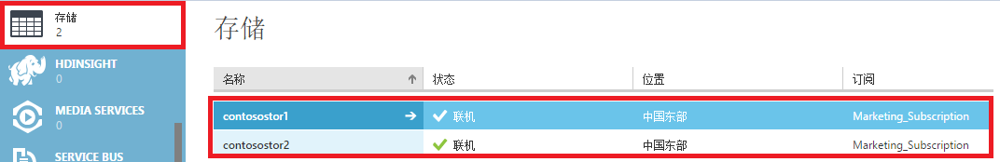 存储
2
HDINSIGHT
0
MEDIA SERVICES
0
SERVICE BUS
存储
名称 状态 位置 订阅
contosostor1 联机 中国东部 Marketing_Subscription
contosostor2 联机 中国东部 Marketing_Subscription